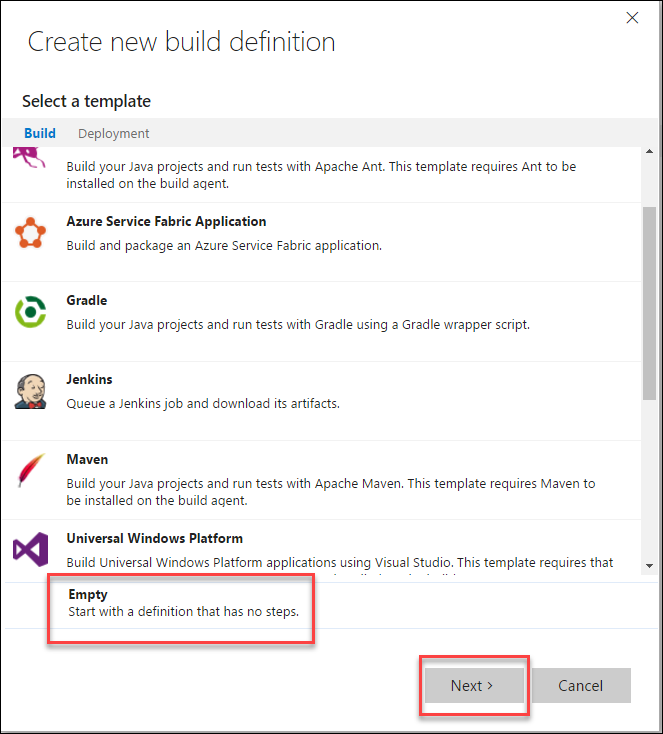 Create new build definition
Select a template
Build Deployment
Build your Java projects and run tests with Apache Ant. This template requires Ant to be
installed on the build agent.
Azure Service Fabric Application
Build and package an Azure Service Fabric application.
Gradle
Build your Java projects and run tests with Gradle using a Gradle wrapper script.
Jenkins
Queue a Jenkins job and download its artifacts.
Maven
Build your Java projects and run tests with Apache Maven. This template requires Maven to
be installed on the build agent.
Universal Windows Platform
Build Universal Windows Platform applications using Visual Studio. This template requires that
Empty
Start with a definition that has no steps.
Next >
Cancel